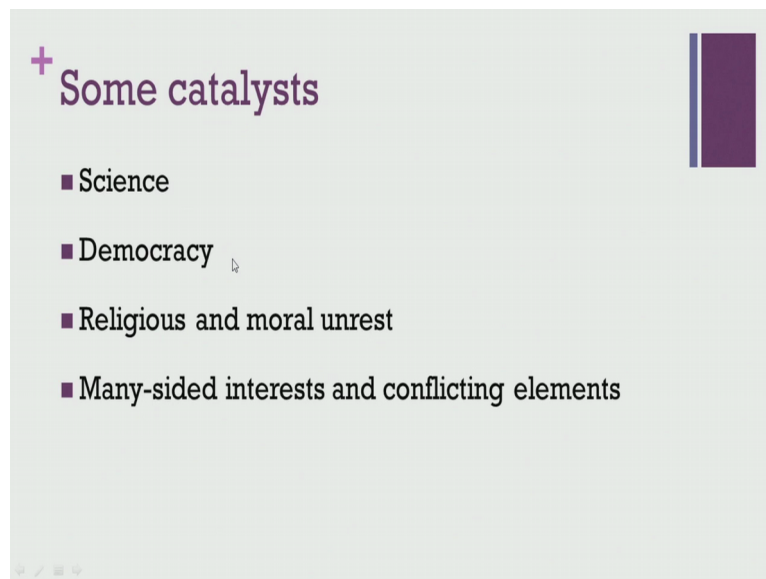 +
Some catalysts
Science
Democracy
Religious and moral unrest
Many-sided interests and conflicting elements